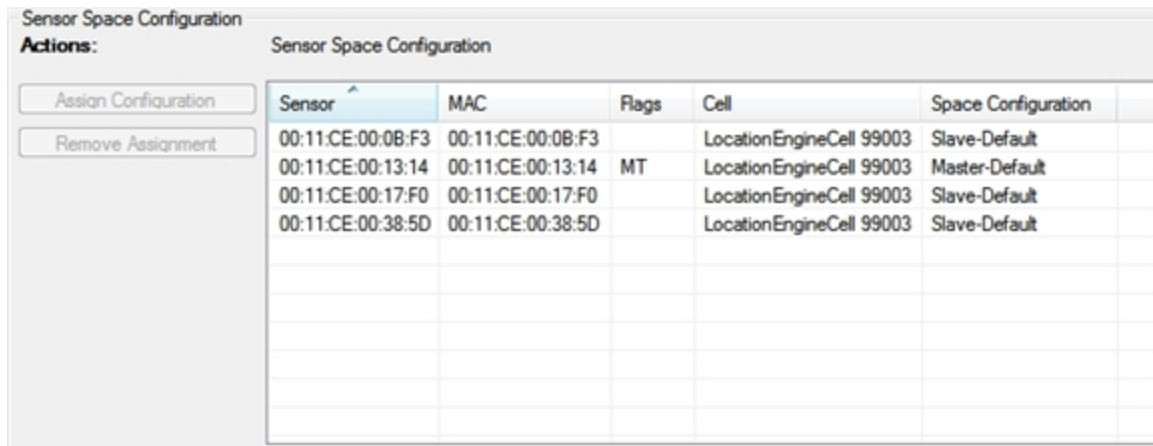 Sensor Space Configuration
Actions:
Sensor Space Configuration
Assign Configuration
Remove Assignment
Sensor MAC Flags Cell Space Configuration
00:11:CE:00:0B:F3 00:11:CE:00:0B:F3 LocationEngineCell 99003 Slave-Default
00:11:CE:00:13:14 00:11:CE:00:13:14 MT LocationEngineCell 99003 Master-Default
00:11:CE:00:17:F0 00:11:CE:00:17:F0 LocationEngineCell 99003 Slave-Default
00:11:CE:00:38:5D 00:11:CE:00:38:5D LocationEngineCell 99003 Slave-Default